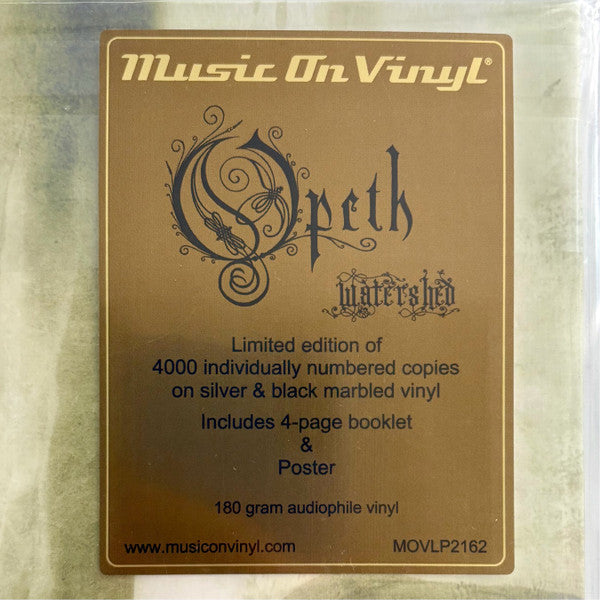 Music On Vinyl®
Opeth
Watershed
Limited edition of
4000 individually numbered copies
on silver & black marbled vinyl
Includes 4-page booklet
&
Poster
180 gram audiophile vinyl
www.musiconvinyl.com MOVLP2162